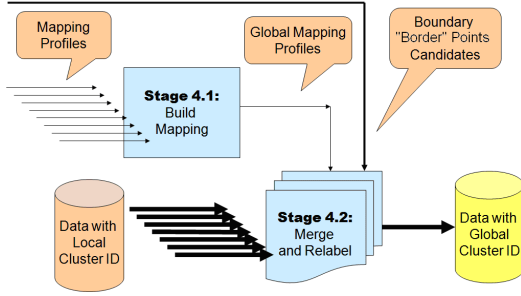 Mapping
Profiles
Global Mapping
Profiles
Boundary
"Border" Points
Candidates
Stage 4.1:
Build
Mapping
Data with
Local
Cluster ID
Stage 4.2:
Merge
and Relabel
Data with
Global
Cluster ID